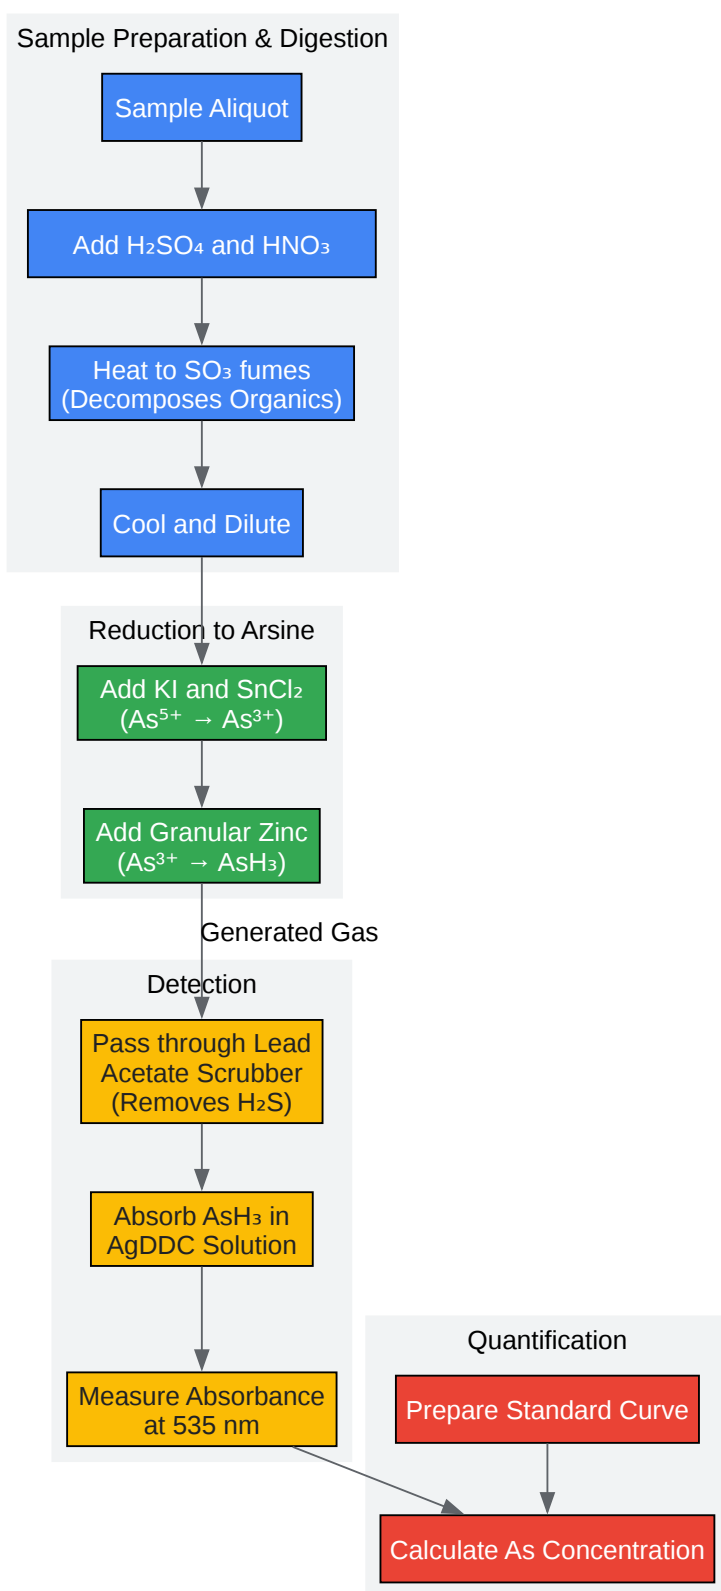 Sample Preparation & Digestion
Sample Aliquot
Add H₂SO₄ and HNO₃
Heat to SO₃ fumes
(Decomposes Organics)
Cool and Dilute
Reduction to Arsine
Add KI and SnCl₂
(As⁵⁺ → As³⁺)
Add Granular Zinc
(As³⁺ → AsH₃)
Generated Gas
Detection
Pass through Lead
Acetate Scrubber
(Removes H₂S)
Absorb AsH₃ in
AgDDC Solution
Measure Absorbance
at 535 nm
Quantification
Prepare Standard Curve
Calculate As Concentration